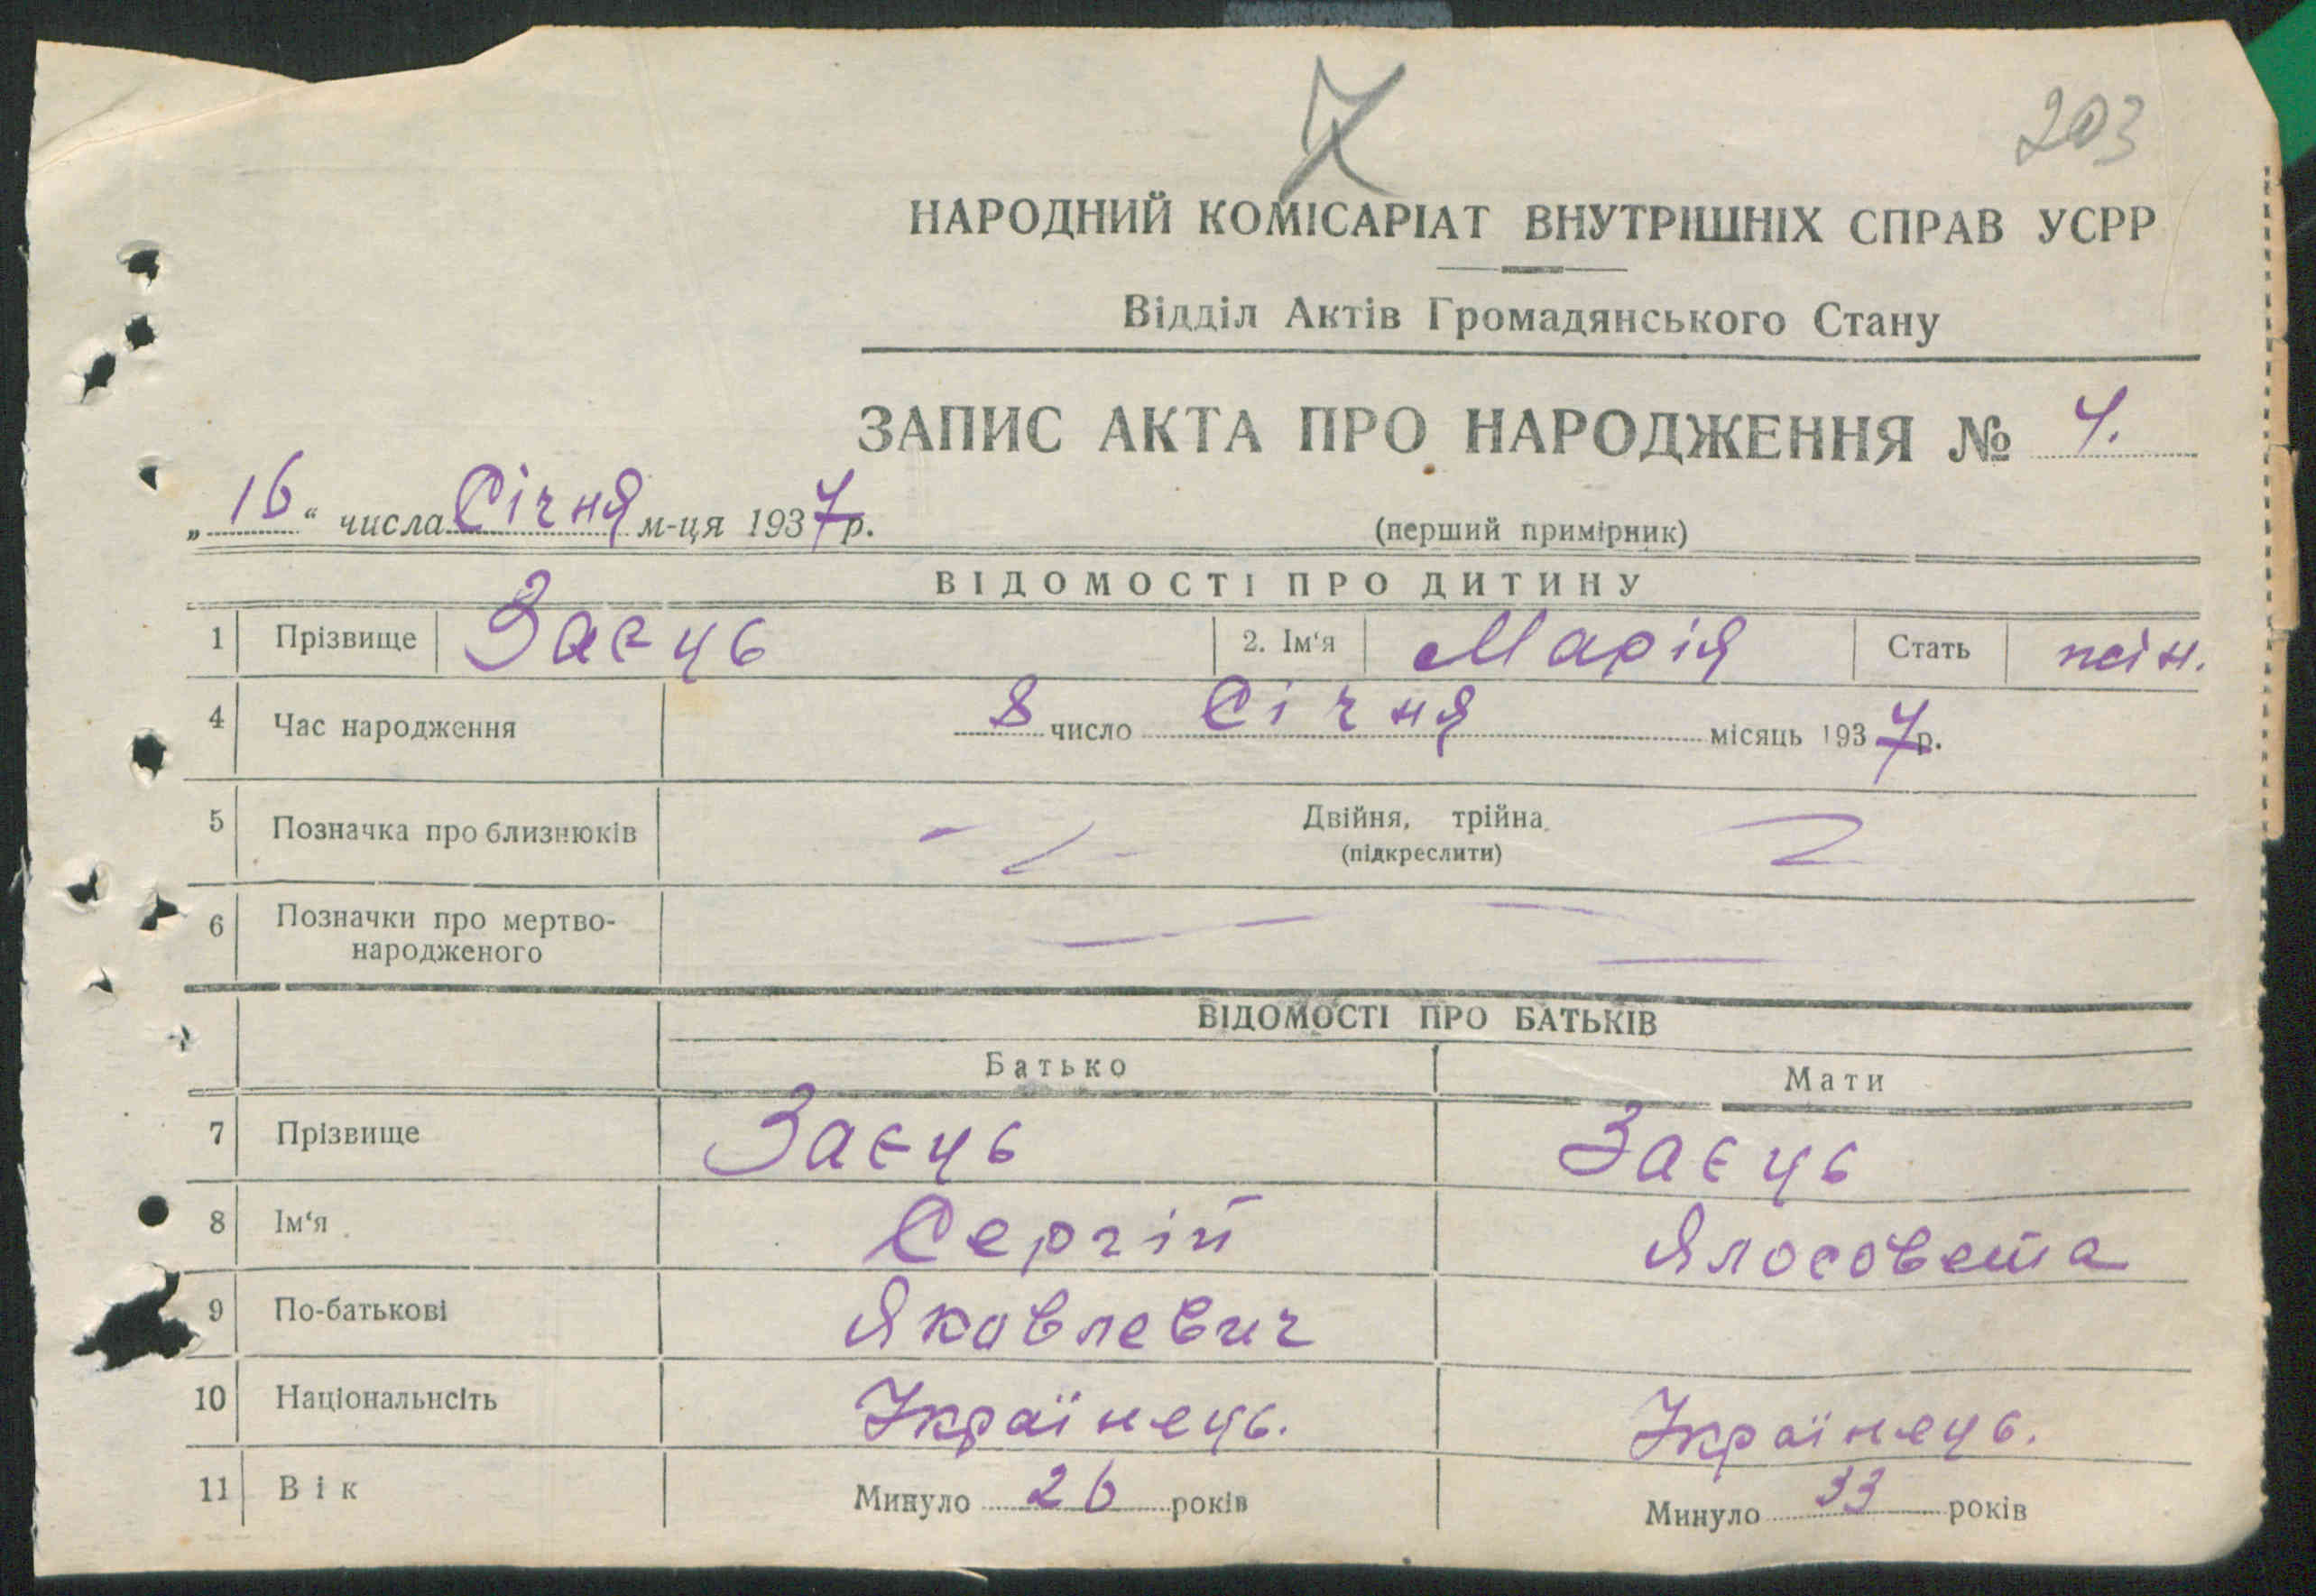 203
НАРОДНИЙ КОМІСАРІАТ ВНУТРІШНІХ СПРАВ УСРР
Відділ Актів Громадянського Стану
ЗАПИС АКТА ПРО НАРОДЖЕННЯ №
„16“ числа Січня м-ця 1937р.
(перший примірник)
ВІДОМОСТІ ПРО ДИТИНУ
1 Прізвище Заєць 2. Ім'я Марія Стать жін.
4 Час народження 8 число Січня місяць 1937р.
5 Позначка про близнюків Двійня, трійна
(підкреслити)
6 Позначки про мертво-
народженого
ВІДОМОСТІ ПРО БАТЬКІВ
Батько Мати
7 Прізвище Заєць Заєць
8 Ім'я Сергій Ялосовета
9 По-батькові Яковлевич
10 Національнсіть Українець. Українець.
11 Вік Минуло 26 років Минуло 33 років